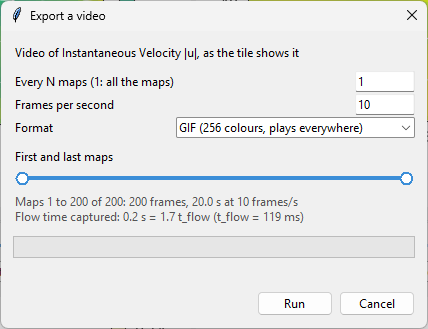 Export a video
Video of Instantaneous Velocity |u|, as the tile shows it
Every N maps (1: all the maps)
1
Frames per second
10
Format
GIF (256 colours, plays everywhere)
First and last maps
Maps 1 to 200 of 200: 200 frames, 20.0 s at 10 frames/s
Flow time captured: 0.2 s = 1.7 t_flow (t_flow = 119 ms)
Run
Cancel